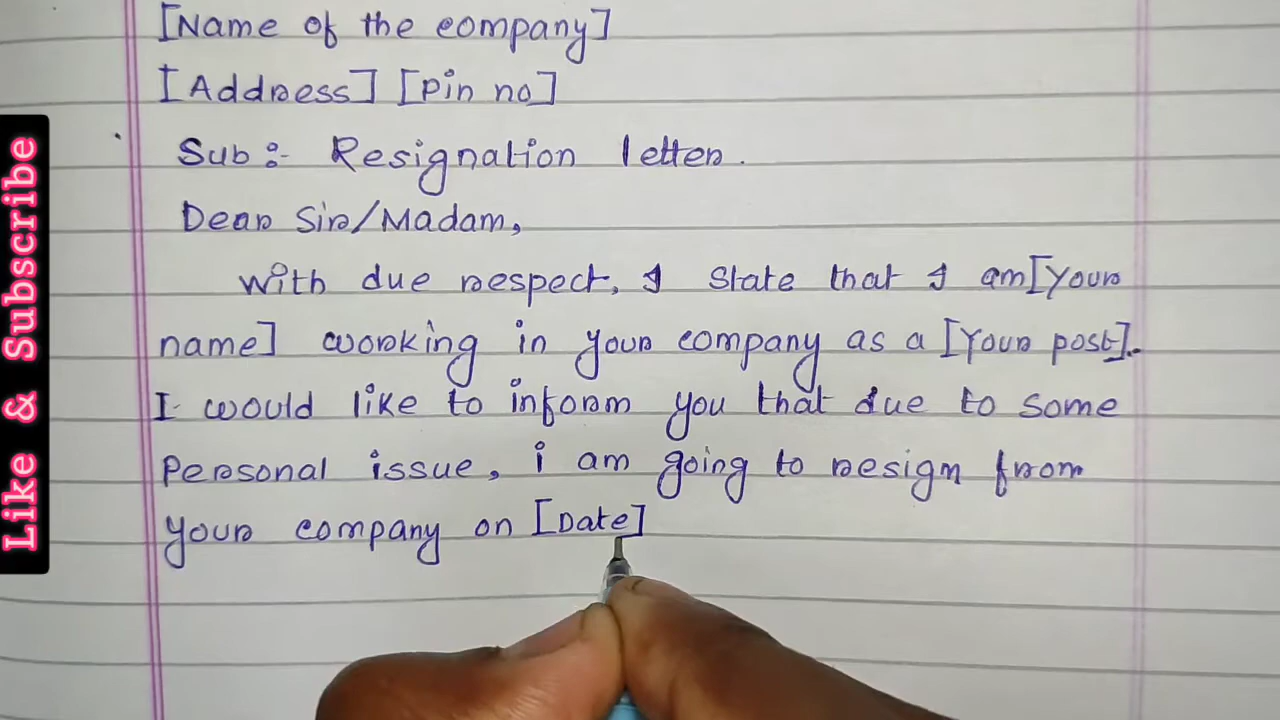 [Name of the company]
[Address] [Pin no]
Sub:- Resignation letter.
Dear Sir/Madam,
With due respect, I state that I am [Your
name] working in your company as a [Your post].
I would like to inform you that due to some
Personal issue, i am going to resign from
your company on [Date]
Like & Subscribe